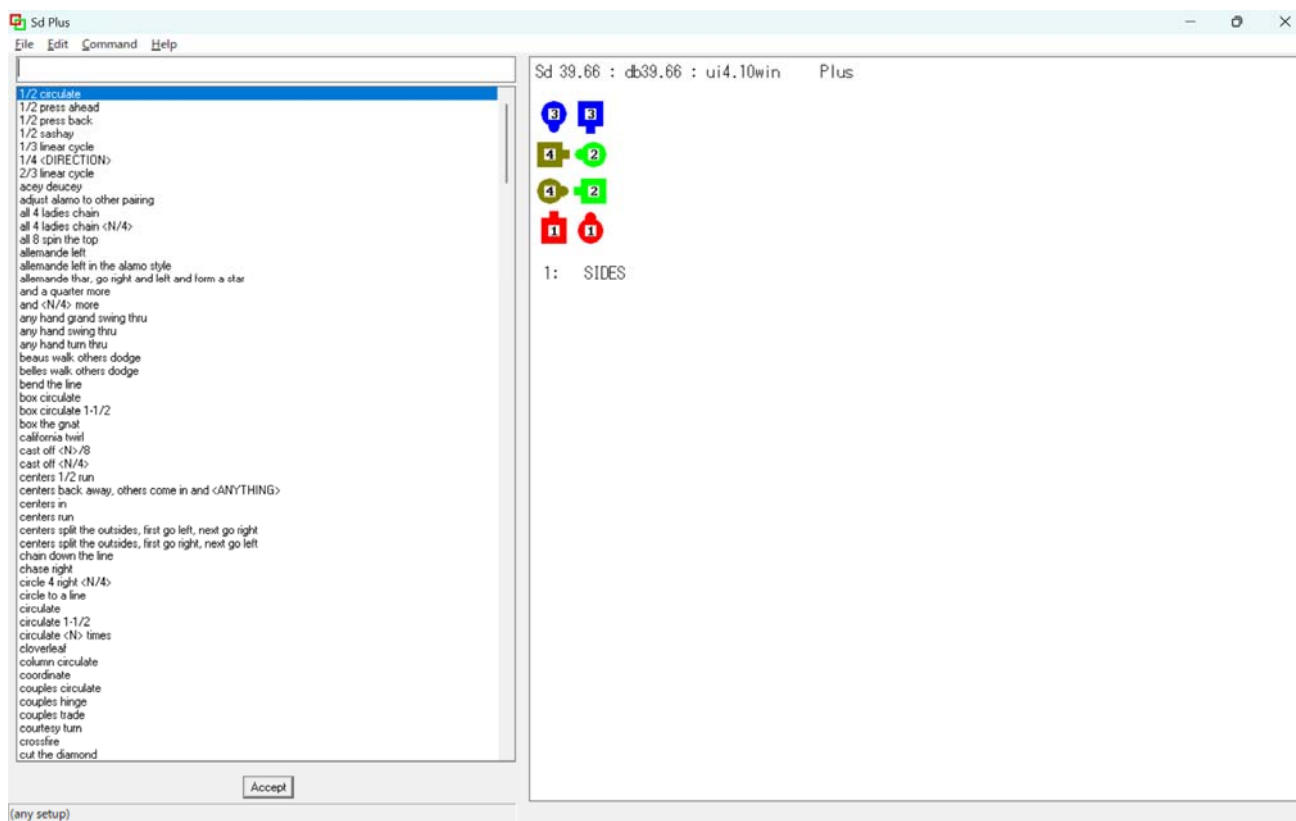 Sd Plus
File Edit Command Help
1/2 circulate
1/2 press ahead
1/2 press back
1/2 sashay
1/3 linear cycle
1/4 <DIRECTION>
2/3 linear cycle
acey deucey
adjust alamo to other pairing
all 4 ladies chain
all 4 ladies chain <N/4>
all 8 spin the top
allemande left
allemande left in the alamo style
allemande thar, go right and left and form a star
and a quarter more
and <N/4> more
any hand grand swing thru
any hand swing thru
any hand turn thru
beaus walk others dodge
belles walk others dodge
bend the line
box circulate
box circulate 1-1/2
box the gnat
california twirl
cast off <N>/8
cast off <N/4>
centers 1/2 run
centers back away, others come in and <ANYTHING>
centers in
centers run
centers split the outsides, first go left, next go right
centers split the outsides, first go right, next go left
chain down the line
chase right
circle 4 right <N/4>
circle to a line
circulate
circulate 1-1/2
circulate <N> times
cloverleaf
column circulate
coordinate
couples circulate
couples hinge
couples trade
courtesy turn
crossfire
cut the diamond
Accept
(any setup)
Sd 39.66 : db39.66 : ui4.10win Plus
3 3
4 2
4 2
1 1
1: SIDES